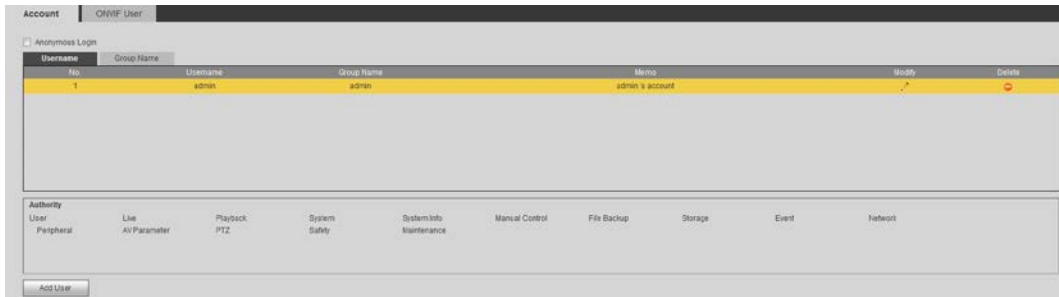 Account ONVIF User
Anonymous Login
Username Group Name
No. Username Group Name Memo Modify Delete
1 admin admin admin 's account
Authority
User Live Playback System System Info Manual Control File Backup Storage Event Network
Peripheral AV Parameter PTZ Safety Maintenance
Add User